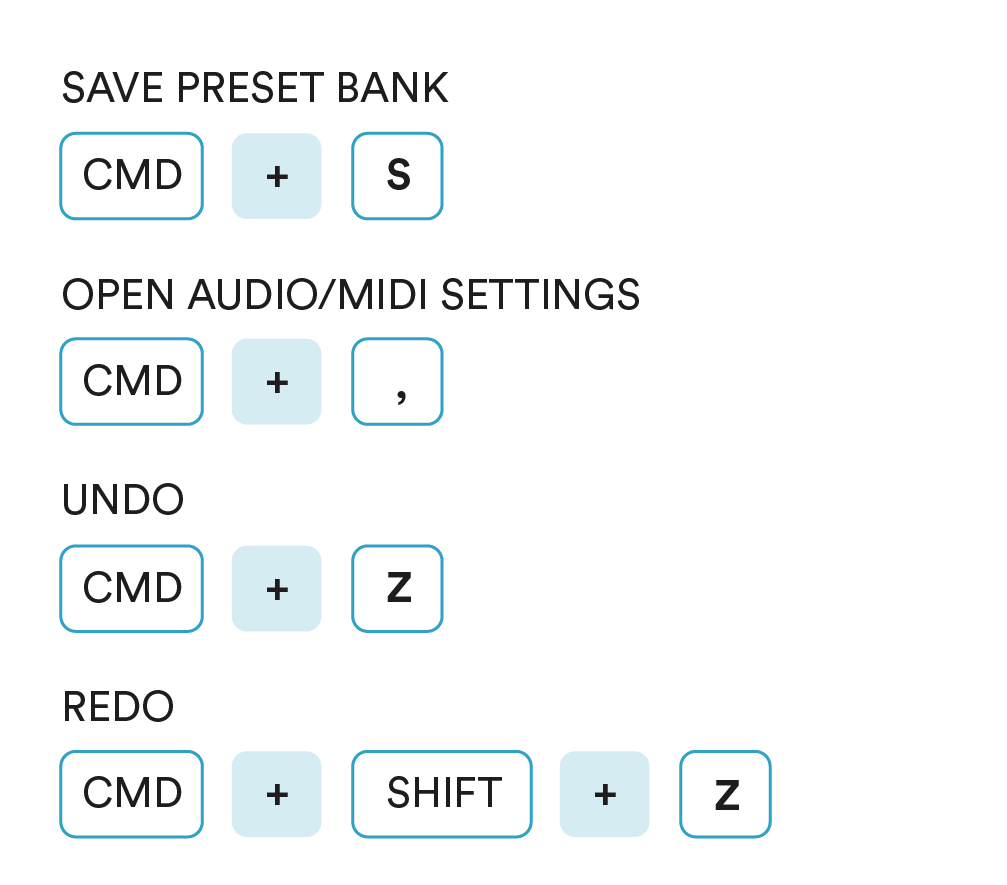 SAVE PRESET BANK
CMD + S
OPEN AUDIO/MIDI SETTINGS
CMD + ,
UNDO
CMD + Z
REDO
CMD + SHIFT + Z